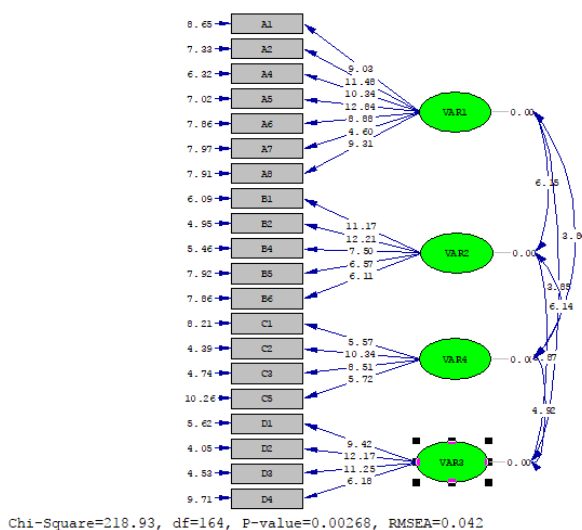 8.65 A1
7.33 A2
6.32 A4
7.02 A5
7.86 A6
7.97 A7
7.91 A8
6.09 B1
4.95 B2
5.46 B4
7.92 B5
7.86 B6
8.21 C1
4.39 C2
4.74 C3
10.26 C5
5.62 D1
4.05 D2
4.53 D3
9.71 D4
9.03
11.48
10.34
12.84
8.88
4.60
9.31
VAR1 0.00
11.17
12.21
7.50
6.57
6.11
VAR2 0.00
5.57
10.34
8.51
5.72
VAR4 0.00
9.42
12.17
11.25
6.18
VAR3 0.00
6.15
6.14
4.92
Chi-Square=218.93, df=164, P-value=0.00268, RMSEA=0.042